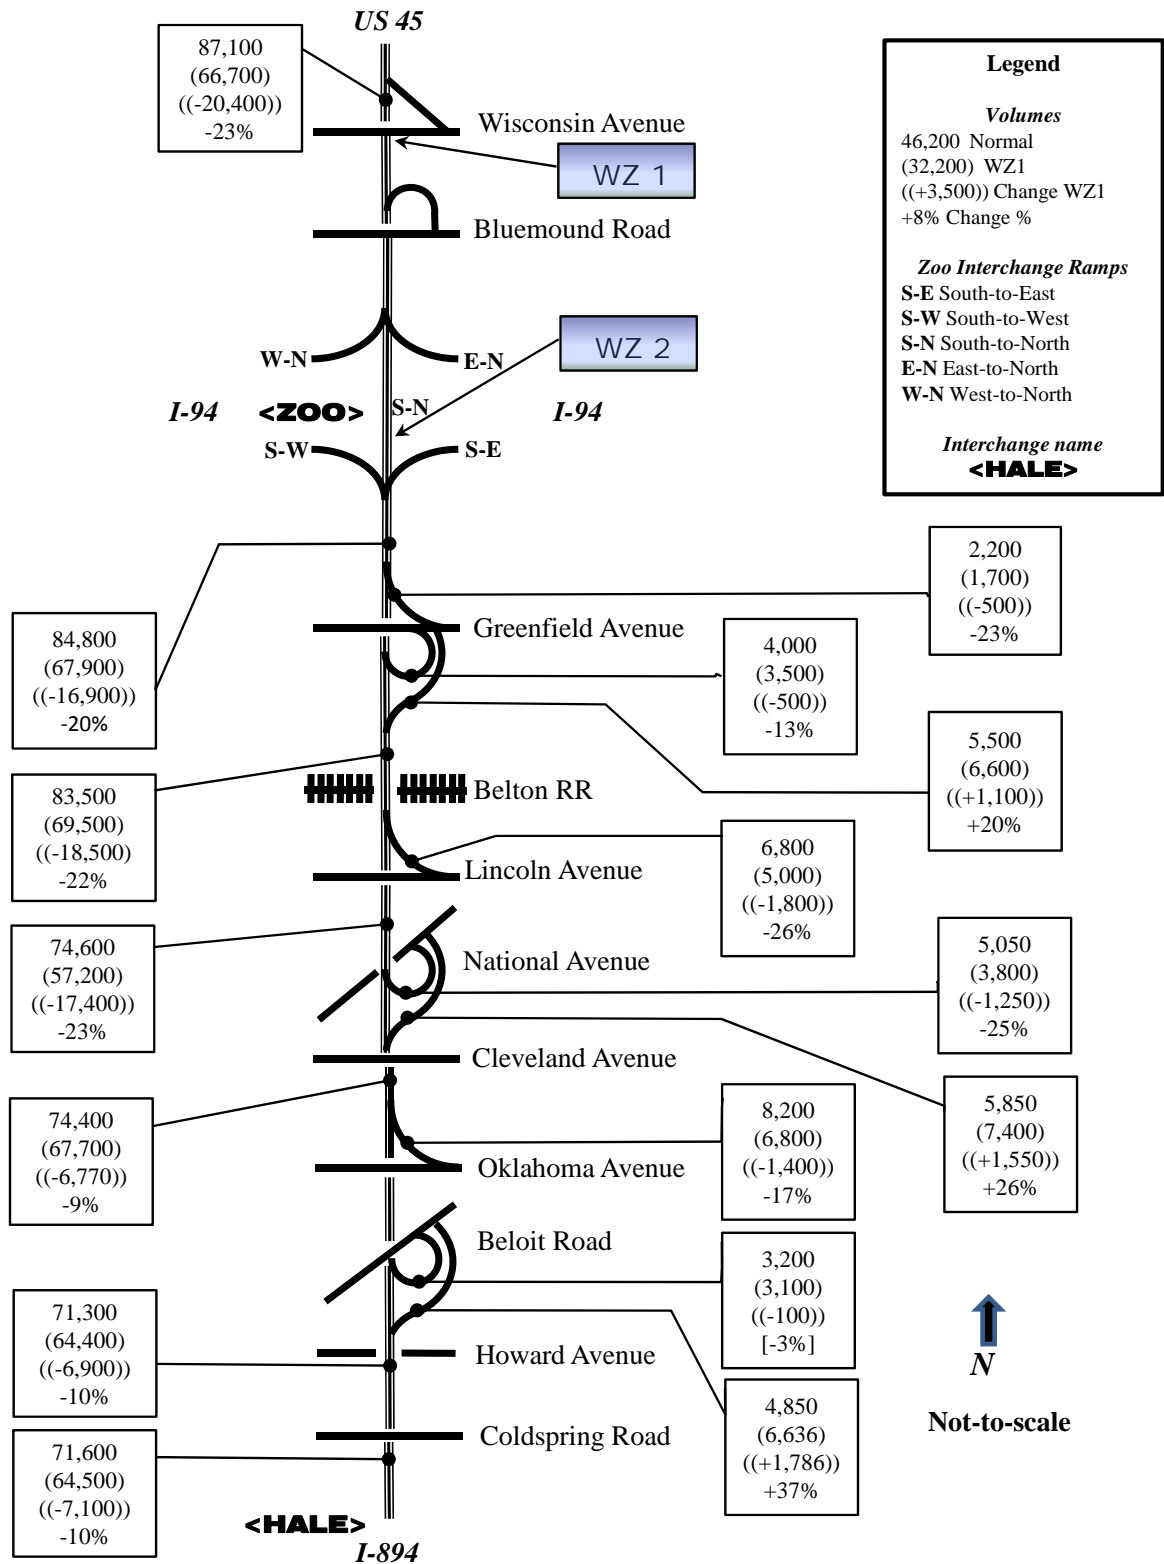 US 45
87,100
(66,700)
((-20,400))
-23%
Wisconsin Avenue
WZ 1
Bluemound Road
W-N
E-N
WZ 2
I-94
<ZOO>
S-N
I-94
S-W
S-E
Legend
Volumes
46,200 Normal
(32,200) WZ1
((+3,500)) Change WZ1
+8% Change %
Zoo Interchange Ramps
S-E South-to-East
S-W South-to-West
S-N South-to-North
E-N East-to-North
W-N West-to-North
Interchange name
<HALE>
2,200
(1,700)
((-500))
-23%
84,800
(67,900)
((-16,900))
-20%
Greenfield Avenue
4,000
(3,500)
((-500))
-13%
5,500
(6,600)
((+1,100))
+20%
83,500
(69,500)
((-18,500)
-22%
Belton RR
6,800
(5,000)
((-1,800))
-26%
Lincoln Avenue
74,600
(57,200)
((-17,400))
-23%
National Avenue
5,050
(3,800)
((-1,250))
-25%
Cleveland Avenue
74,400
(67,700)
((-6,770))
-9%
8,200
(6,800)
((-1,400))
-17%
5,850
(7,400)
((+1,550))
+26%
Oklahoma Avenue
Beloit Road
3,200
(3,100)
((-100))
[-3%]
71,300
(64,400)
((-6,900))
-10%
Howard Avenue
N
4,850
(6,636)
((+1,786))
+37%
Not-to-scale
Coldspring Road
71,600
(64,500)
((-7,100))
-10%
<HALE>
I-894